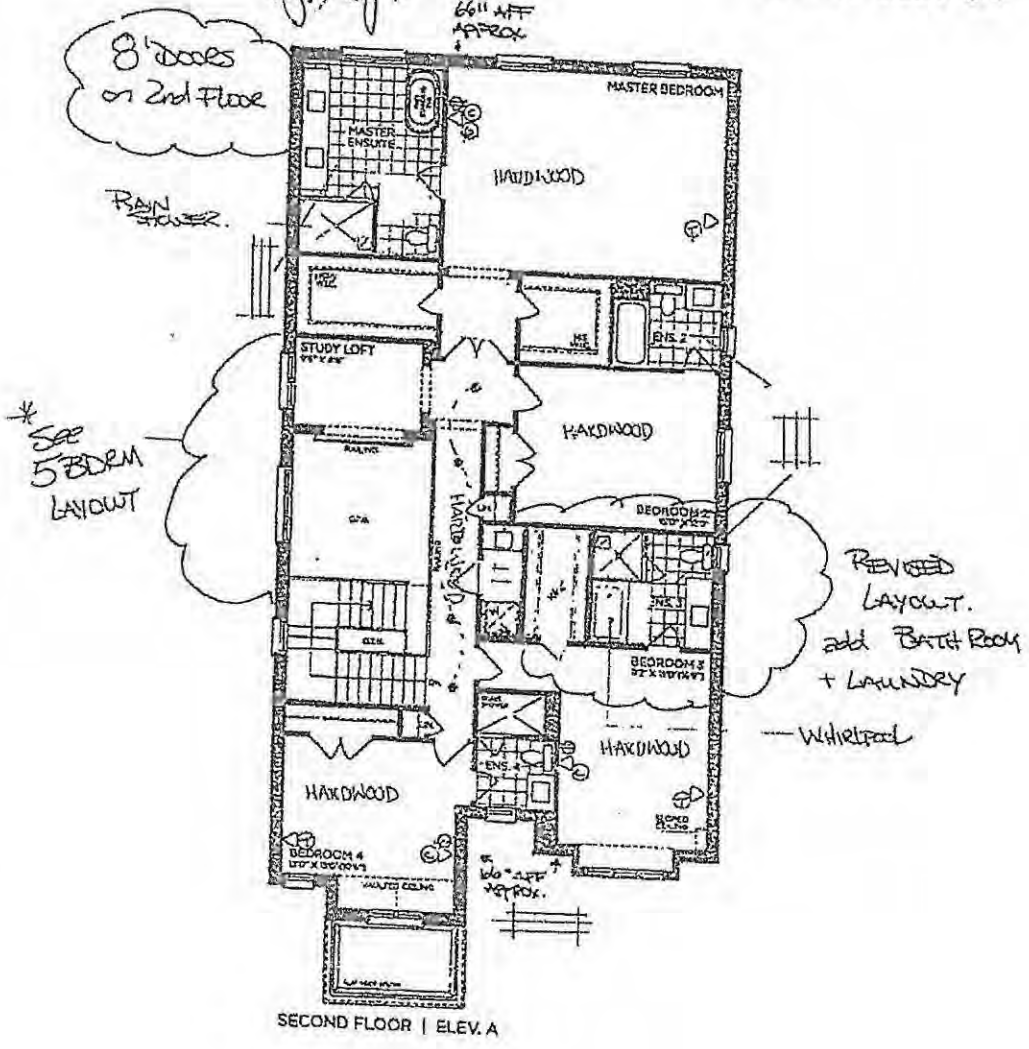 66" AFF
APPROX
8' DOORS
on 2nd FLOOR
MASTER BEDROOM
MASTER
ENSUITE
HARDWOOD
RAIN
SHOWER.
STUDY LOFT
ENS. 2
*
SEE
5 BDRM
LAYOUT
HARDWOOD
RAILING
BEDROOM 2
HARDWOOD
REVISED
LAYOUT.
add BATH ROOM
+ LAUNDRY
ENS. 3
BEDROOM 3
WHIRLPOOL
HARDWOOD
ENS. 4
HARDWOOD
SLOPED
CEILING
BEDROOM 4
VAULTED CEILING
66" AFF
APPROX.
SECOND FLOOR | ELEV. A